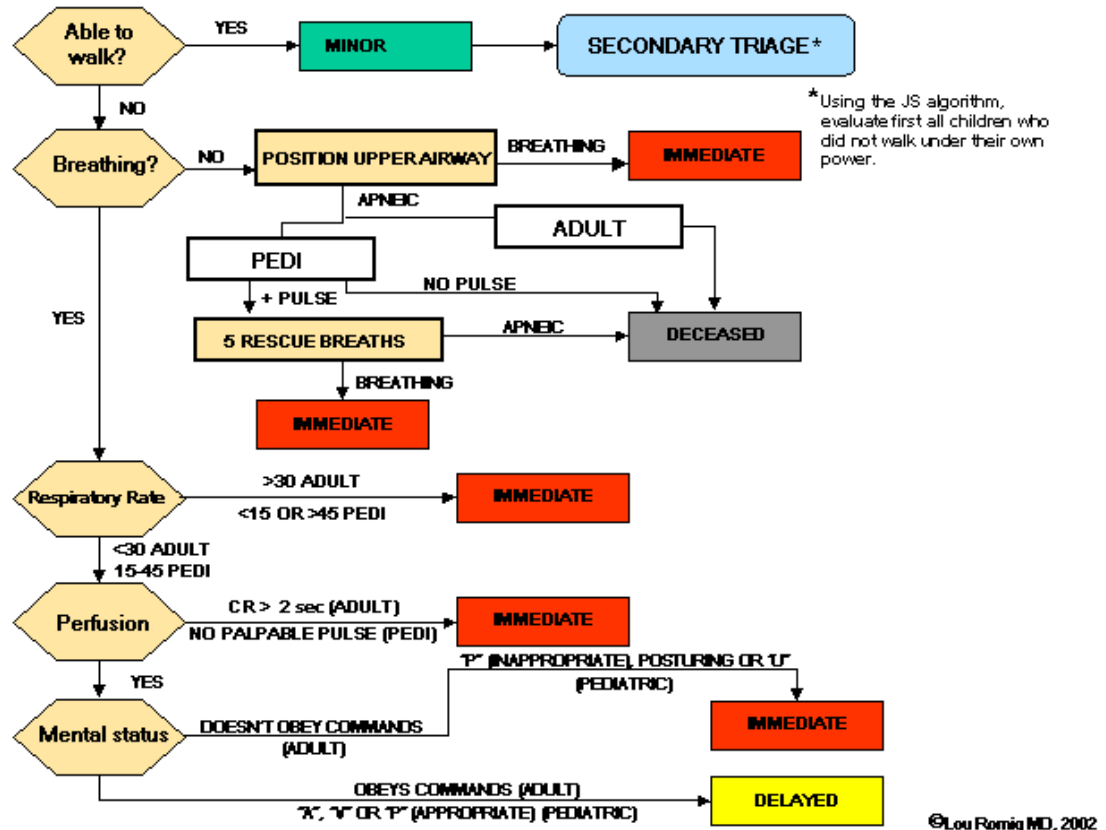 Able to
walk?
YES
MINOR
SECONDARY TRIAGE*
NO
*Using the JS algorithm,
evaluate first all children who
did not walk under their own
power.
Breathing?
NO
POSITION UPPER AIRWAY
BREATHING
IMMEDIATE
APNEIC
ADULT
PEDI
NO PULSE
+ PULSE
YES
5 RESCUE BREATHS
APNEIC
DECEASED
BREATHING
IMMEDIATE
Respiratory Rate
>30 ADULT
<15 OR >45 PEDI
IMMEDIATE
<30 ADULT
15-45 PEDI
Perfusion
CR > 2 sec (ADULT)
NO PALPABLE PULSE (PEDI)
IMMEDIATE
YES
"P" (INAPPROPRIATE), POSTURING OR "U"
(PEDIATRIC)
Mental status
DOESN'T OBEY COMMANDS
(ADULT)
IMMEDIATE
OBEYS COMMANDS (ADULT)
"A", "V" OR "P" (APPROPRIATE) (PEDIATRIC)
DELAYED
©Lou Romig MD, 2002